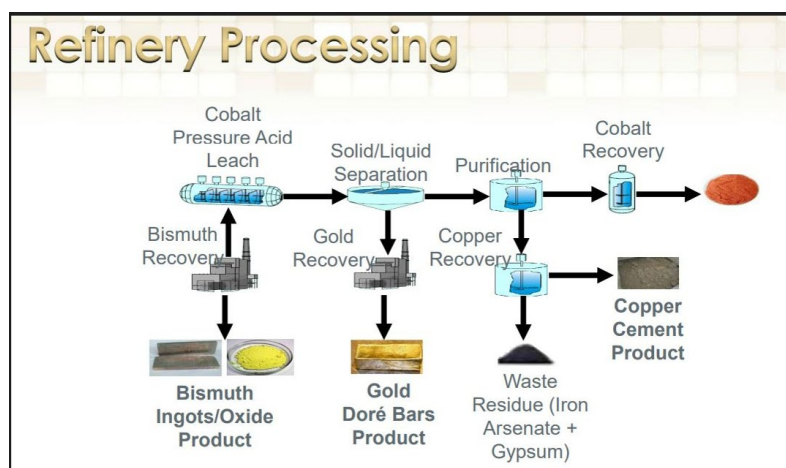 Refinery Processing
Cobalt
Pressure Acid
Leach
Solid/Liquid
Separation
Purification
Cobalt
Recovery
Bismuth
Recovery
Gold
Recovery
Copper
Recovery
Copper
Cement
Product
Bismuth
Ingots/Oxide
Product
Gold
Doré Bars
Product
Waste
Residue (Iron
Arsenate +
Gypsum)